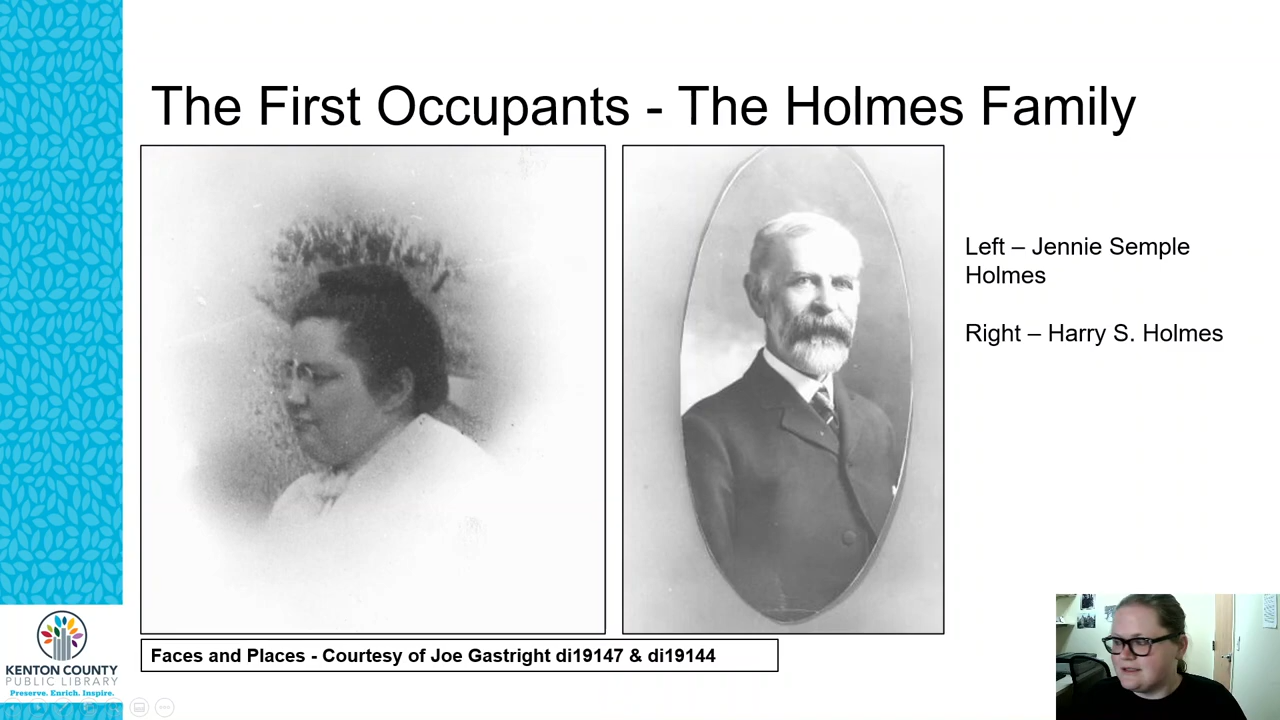 The First Occupants - The Holmes Family
Left – Jennie Semple
Holmes
Right – Harry S. Holmes
Faces and Places - Courtesy of Joe Gastright di19147 & di19144
KENTON COUNTY
PUBLIC LIBRARY
Preserve. Enrich. Inspire.